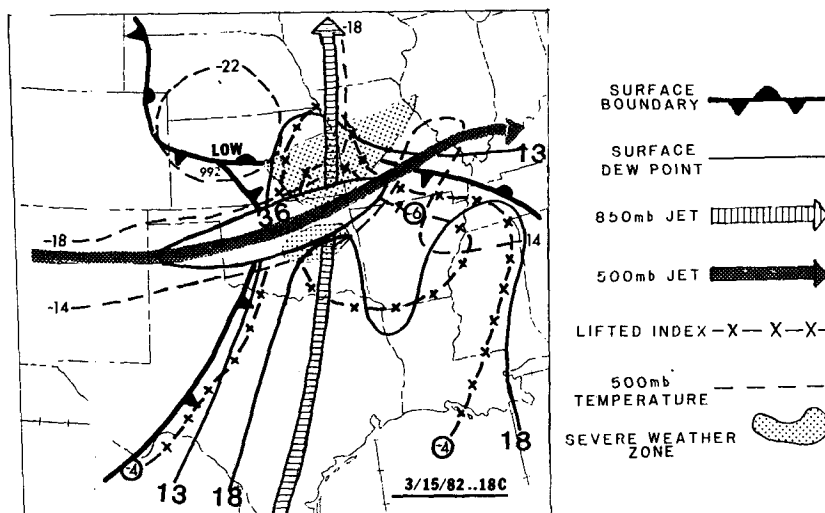 -18
-22
LOW
992
13
36
-6
-18
-14
-14
-4
-4
18
13
18
3/15/82..18C
SURFACE
BOUNDARY
SURFACE
DEW POINT
850mb JET
500mb JET
LIFTED INDEX
500mb
TEMPERATURE
SEVERE WEATHER
ZONE